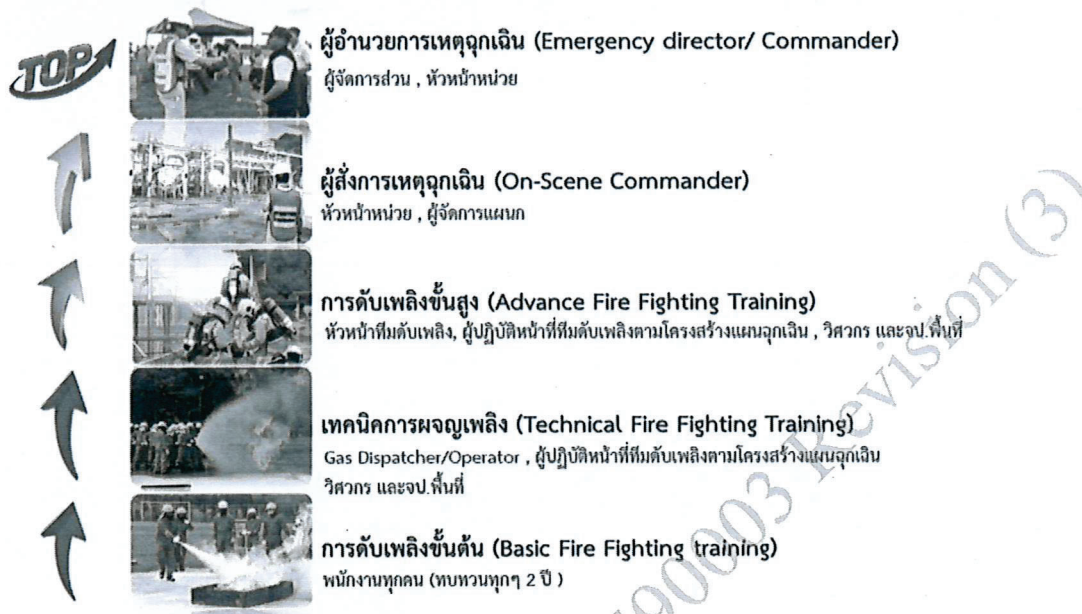 TOP
ผู้อำนวยการเหตุฉุกเฉิน (Emergency director/ Commander)
ผู้จัดการส่วน , หัวหน้าหน่วย
ผู้สั่งการเหตุฉุกเฉิน (On-Scene Commander)
หัวหน้าหน่วย , ผู้จัดการแผนก
การดับเพลิงขั้นสูง (Advance Fire Fighting Training)
หัวหน้าทีมดับเพลิง, ผู้ปฏิบัติหน้าที่ทีมดับเพลิงตามโครงสร้างแผนฉุกเฉิน , วิศวกร และจป.พื้นที่
เทคนิคการผจญเพลิง (Technical Fire Fighting Training)
Gas Dispatcher/Operator , ผู้ปฏิบัติหน้าที่ทีมดับเพลิงตามโครงสร้างแผนฉุกเฉิน
วิศวกร และจป.พื้นที่
การดับเพลิงขั้นต้น (Basic Fire Fighting training)
พนักงานทุกคน (ทบทวนทุกๆ 2 ปี )
90003 Revision (3)